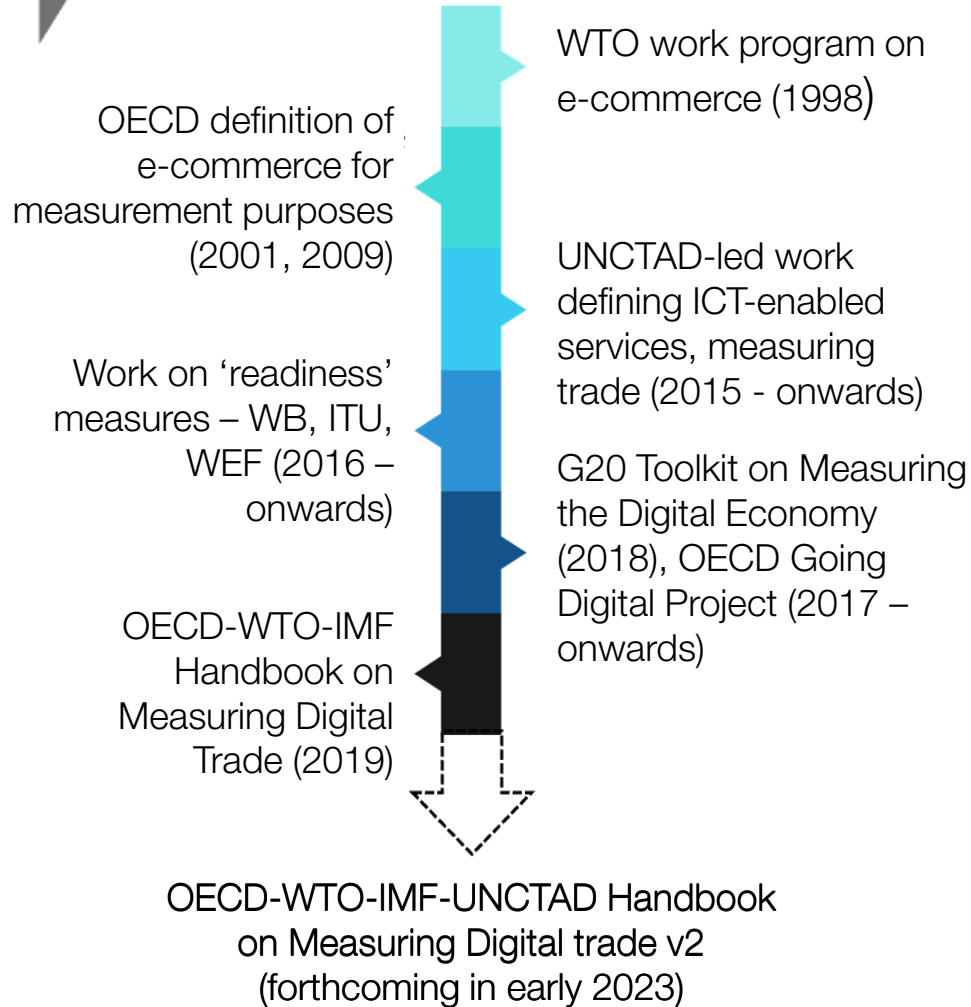 WTO work program on
e-commerce (1998)
OECD definition of
e-commerce for
measurement purposes
(2001, 2009)
UNCTAD-led work
defining ICT-enabled
services, measuring
trade (2015 - onwards)
Work on ‘readiness’
measures – WB, ITU,
WEF (2016 –
onwards)
G20 Toolkit on Measuring
the Digital Economy
(2018), OECD Going
Digital Project (2017 –
onwards)
OECD-WTO-IMF
Handbook on
Measuring Digital
Trade (2019)
OECD-WTO-IMF-UNCTAD Handbook
on Measuring Digital trade v2
(forthcoming in early 2023)